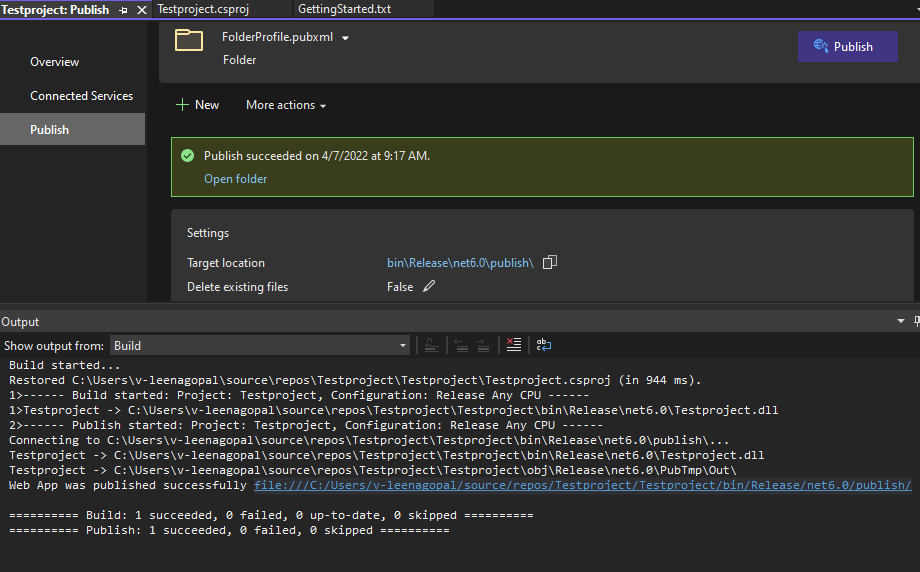 Testproject: Publish
Testproject.csproj
GettingStarted.txt
Overview
Connected Services
Publish
FolderProfile.pubxml
Folder
Publish
New
More actions
Publish succeeded on 4/7/2022 at 9:17 AM.
Open folder
Settings
Target location bin\Release\net6.0\publish\
Delete existing files False
Output
Show output from: Build
Build started...
Restored C:\Users\v-leenagopal\source\repos\Testproject\Testproject\Testproject.csproj (in 944 ms).
1>------ Build started: Project: Testproject, Configuration: Release Any CPU ------
1>Testproject -> C:\Users\v-leenagopal\source\repos\Testproject\Testproject\bin\Release\net6.0\Testproject.dll
2>------ Publish started: Project: Testproject, Configuration: Release Any CPU ------
Connecting to C:\Users\v-leenagopal\source\repos\Testproject\Testproject\bin\Release\net6.0\publish\...
Testproject -> C:\Users\v-leenagopal\source\repos\Testproject\Testproject\bin\Release\net6.0\Testproject.dll
Testproject -> C:\Users\v-leenagopal\source\repos\Testproject\Testproject\obj\Release\net6.0\PubTmp\Out\
Web App was published successfully file:///C:/Users/v-leenagopal/source/repos/Testproject/Testproject/bin/Release/net6.0/publish/
========== Build: 1 succeeded, 0 failed, 0 up-to-date, 0 skipped ==========
========== Publish: 1 succeeded, 0 failed, 0 skipped ==========